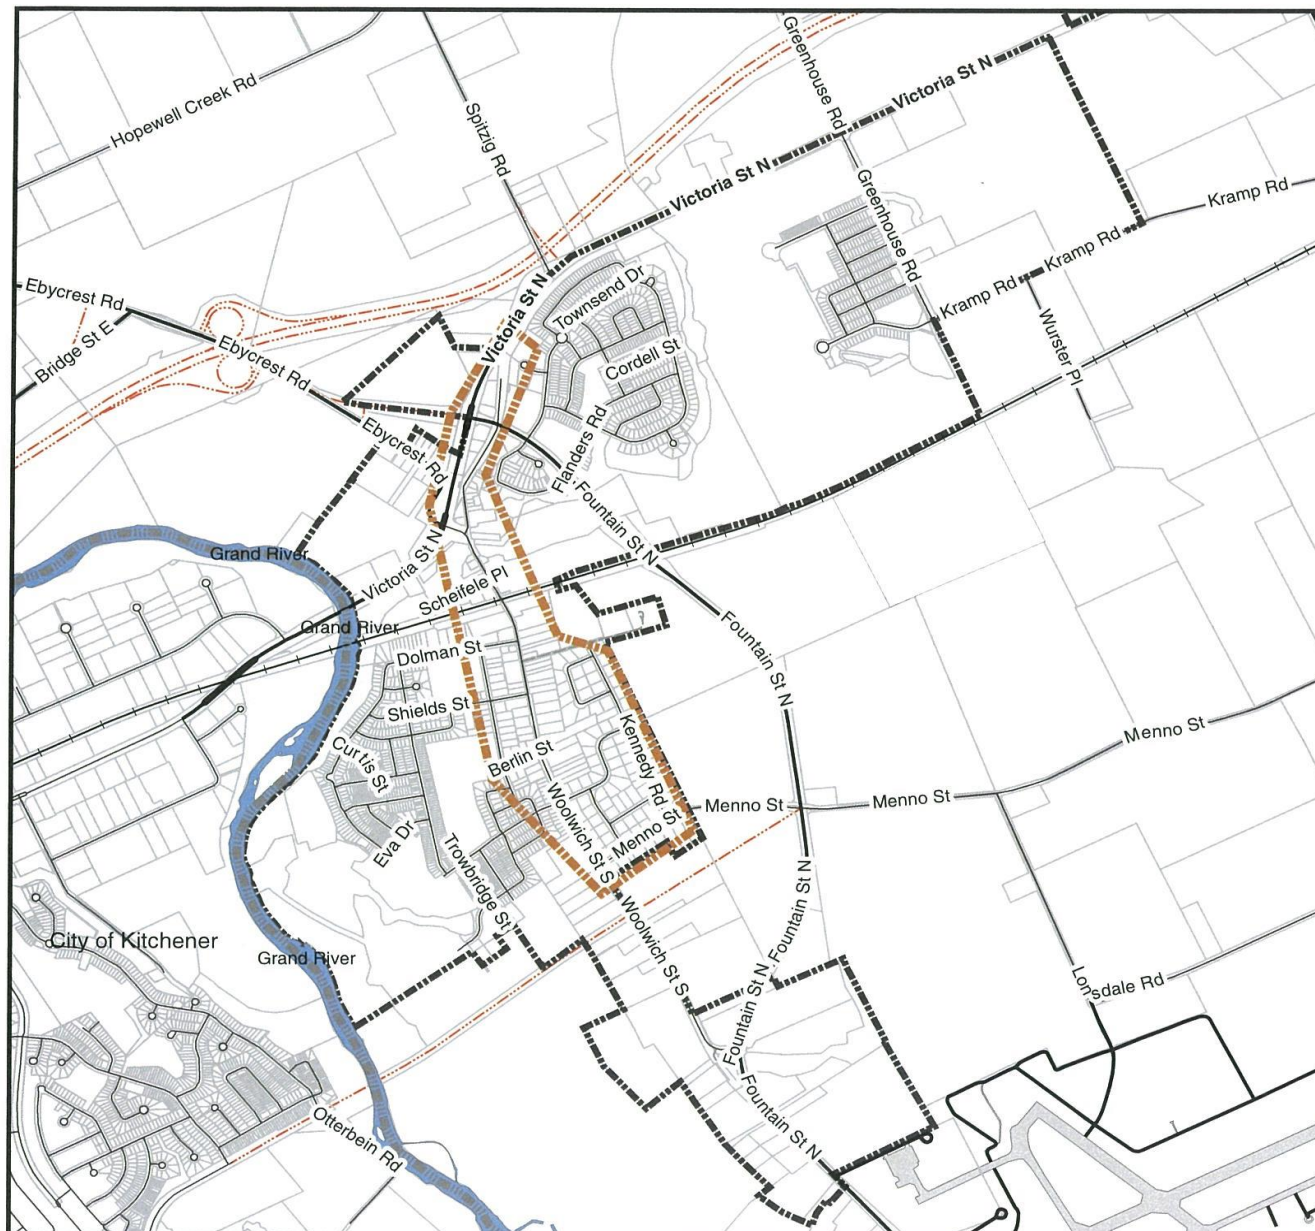 Greenhouse Rd
Victoria St N
Hopewell Creek Rd
Spitzig Rd
Victoria St N
Greenhouse Rd
Kramp Rd
Kramp Rd
Ebycrest Rd
Victoria St N
Townsend Dr
Kramp Rd
Bridge St E
Ebycrest Rd
Cordell St
Wurster Pl
Ebycrest Rd
Flanders Rd
Fountain St N
Grand River
Victoria St N
Scheifele Pl
Grand River
Fountain St N
Dolman St
Shields St
Kennedy Rd
Menno St
Curtis St
Berlin St
Woolwich St S
Menno St
Menno St
Menno St
Eva Dr
Trowbridge St
Woolwich St S
Fountain St N
City of Kitchener
Grand River
Lonsdale Rd
Fountain St N
Fountain St N
Otterbein Rd